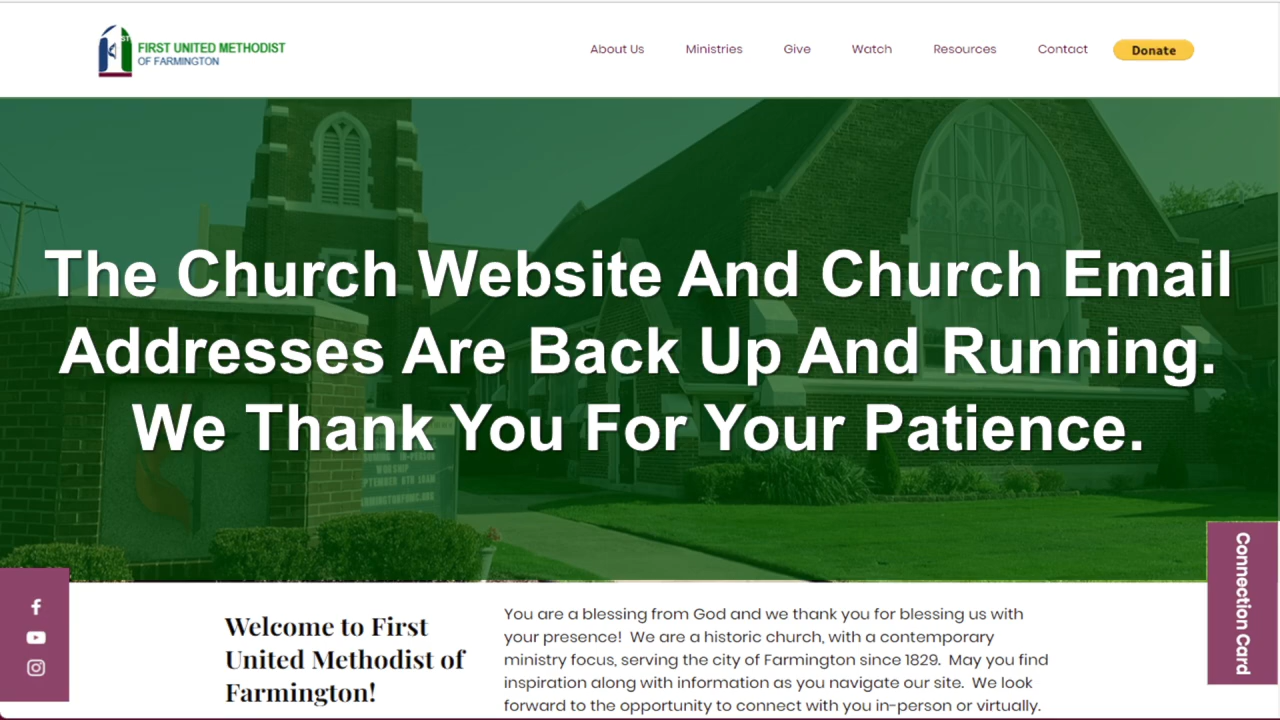 FIRST UNITED METHODIST
OF FARMINGTON
About Us
Ministries
Give
Watch
Resources
Contact
Donate
The Church Website And Church Email
Addresses Are Back Up And Running.
We Thank You For Your Patience.
IN-PERSON
WORSHIP
Connection Card
Welcome to First
United Methodist of
Farmington!
You are a blessing from God and we thank you for blessing us with
your presence! We are a historic church, with a contemporary
ministry focus, serving the city of Farmington since 1829. May you find
inspiration along with information as you navigate our site. We look
forward to the opportunity to connect with you in-person or virtually.